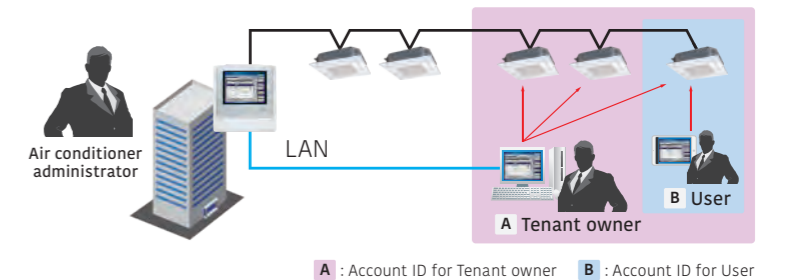 LAN
Air conditioner
administrator
B User
A Tenant owner
A : Account ID for Tenant owner B : Account ID for User